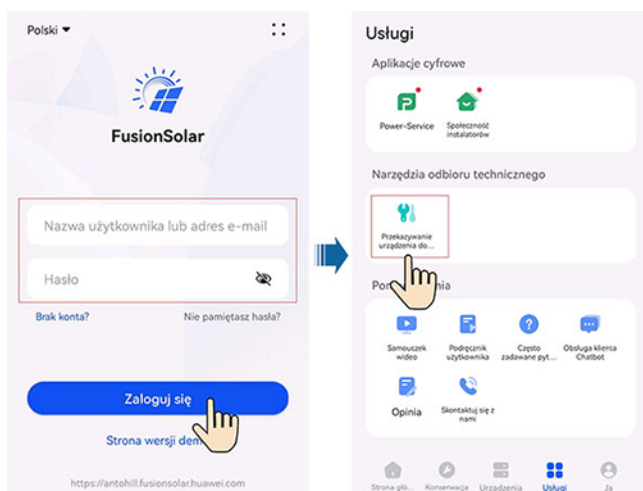 Polski
FusionSolar
Nazwa użytkownika lub adres e-mail
Hasło
Brak konta?
Nie pamiętasz hasła?
Zaloguj się
Strona wersji dem
https://antohill.fusionsolar.huawei.com
Usługi
Aplikacje cyfrowe
Power-Service
Społeczność
instalatorów
Narzędzia odbioru technicznego
Przekazywanie
urządzenia do...
Samouczek
wideo
Podręcznik
użytkownika
Często
zadawane pyt...
Obsługa klienta
Chatbot
Opinia
Skontaktuj się z
nami
Strona głó...
Konserwacja
Urządzenia
Usługi
Ja